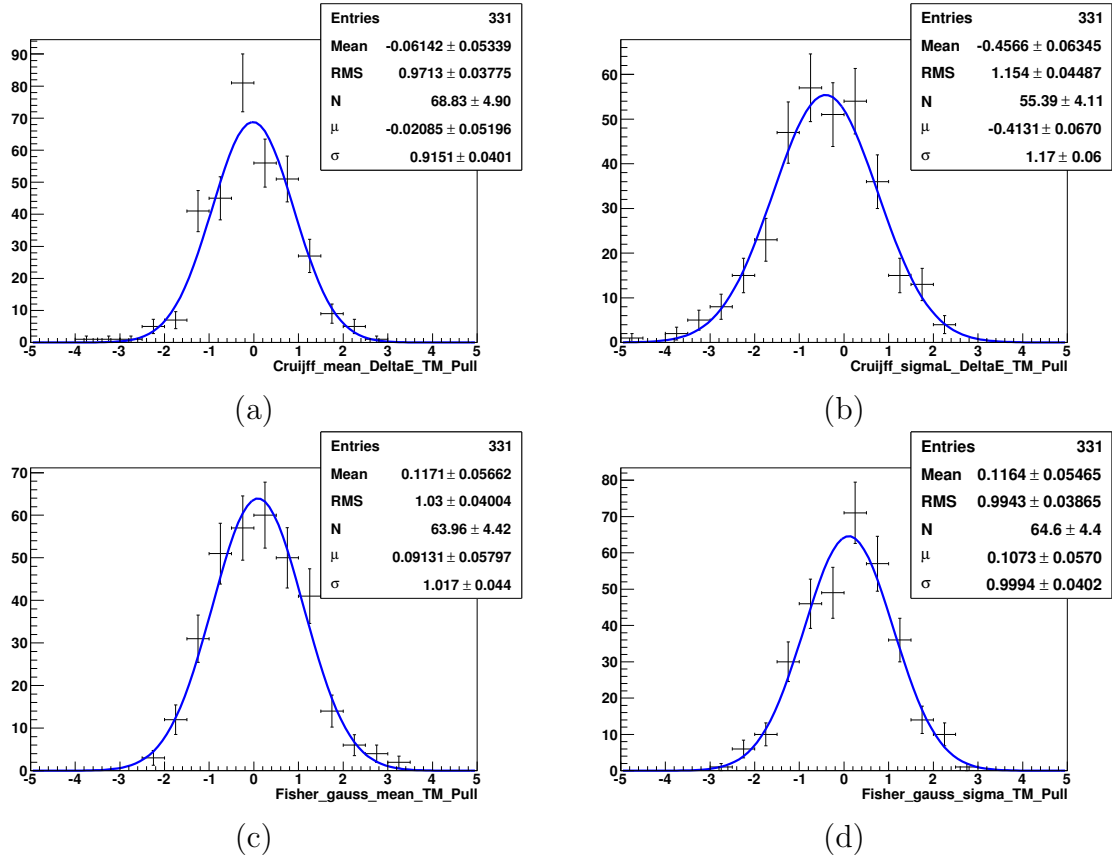 Entries 331
Mean -0.06142 ± 0.05339
RMS 0.9713 ± 0.03775
N 68.83 ± 4.90
μ -0.02085 ± 0.05196
σ 0.9151 ± 0.0401
90
80
70
60
50
40
30
20
10
0
-5 -4 -3 -2 -1 0 1 2 3 4 5
Cruijff_mean_DeltaE_TM_Pull
(a)
Entries 331
Mean -0.4566 ± 0.06345
RMS 1.154 ± 0.04487
N 55.39 ± 4.11
μ -0.4131 ± 0.0670
σ 1.17 ± 0.06
60
50
40
30
20
10
0
-5 -4 -3 -2 -1 0 1 2 3 4 5
Cruijff_sigmaL_DeltaE_TM_Pull
(b)
Entries 331
Mean 0.1171 ± 0.05662
RMS 1.03 ± 0.04004
N 63.96 ± 4.42
μ 0.09131 ± 0.05797
σ 1.017 ± 0.044
70
60
50
40
30
20
10
0
-5 -4 -3 -2 -1 0 1 2 3 4 5
Fisher_gauss_mean_TM_Pull
(c)
Entries 331
Mean 0.1164 ± 0.05465
RMS 0.9943 ± 0.03865
N 64.6 ± 4.4
μ 0.1073 ± 0.0570
σ 0.9994 ± 0.0402
80
70
60
50
40
30
20
10
0
-5 -4 -3 -2 -1 0 1 2 3 4 5
Fisher_gauss_sigma_TM_Pull
(d)